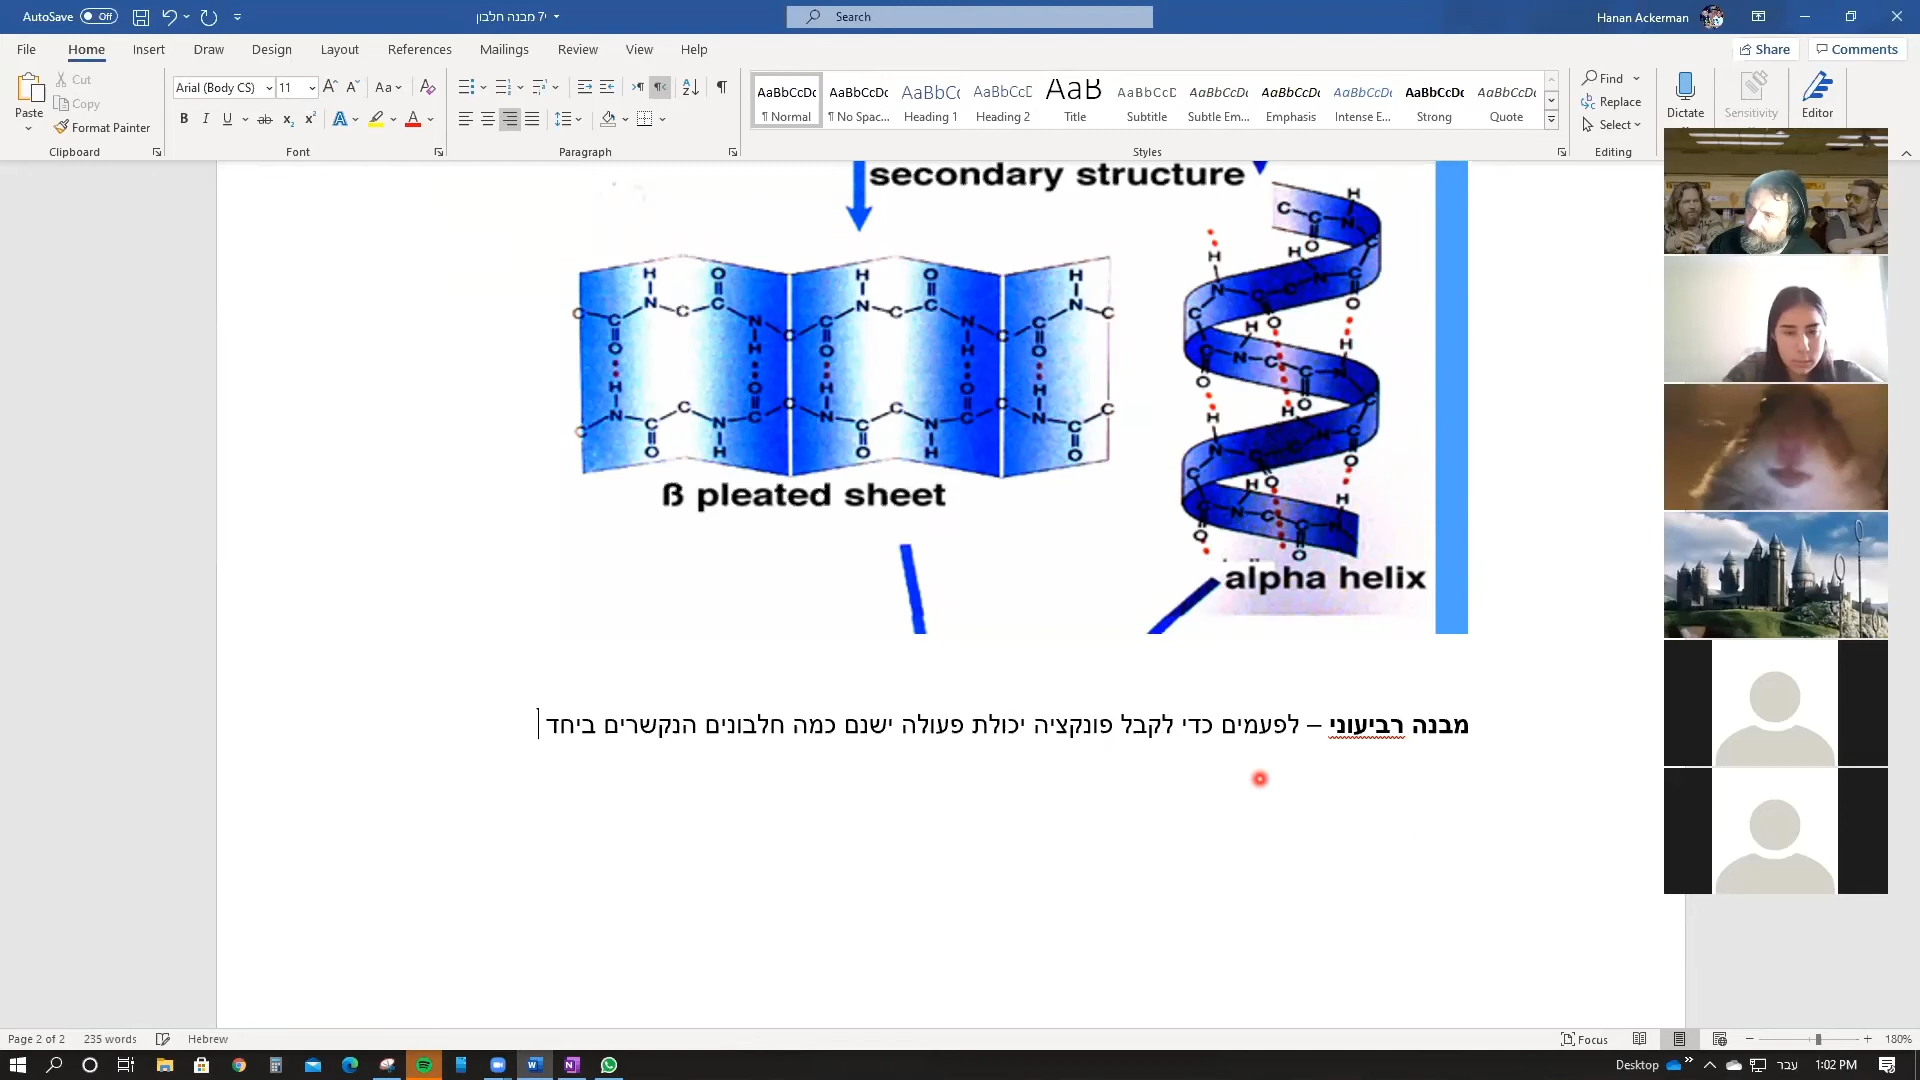 AutoSave Off
י7 מבנה חלבון
Search
Hanan Ackerman
File Home Insert Draw Design Layout References Mailings Review View Help
Share Comments
Paste
Cut
Copy
Format Painter
Clipboard
Arial (Body CS) 11
Font
Paragraph
AaBbCcDc AaBbCcDc AaBbCc AaBbCcD AaB AaBbCcD AaBbCcDc AaBbCcDc AaBbCcDc AaBbCcDc AaBbCcDc
¶ Normal ¶ No Spac... Heading 1 Heading 2 Title Subtitle Subtle Em... Emphasis Intense E... Strong Quote
Styles
Find
Replace
Select
Editing
Dictate
Sensitivity
Editor
secondary structure
ß pleated sheet
alpha helix
מבנה רביעוני – לפעמים כדי לקבל פונקציה יכולת פעולה ישנם כמה חלבונים הנקשרים ביחד
Page 2 of 2 235 words Hebrew
Focus
180%
Desktop
עבר
1:02 PM